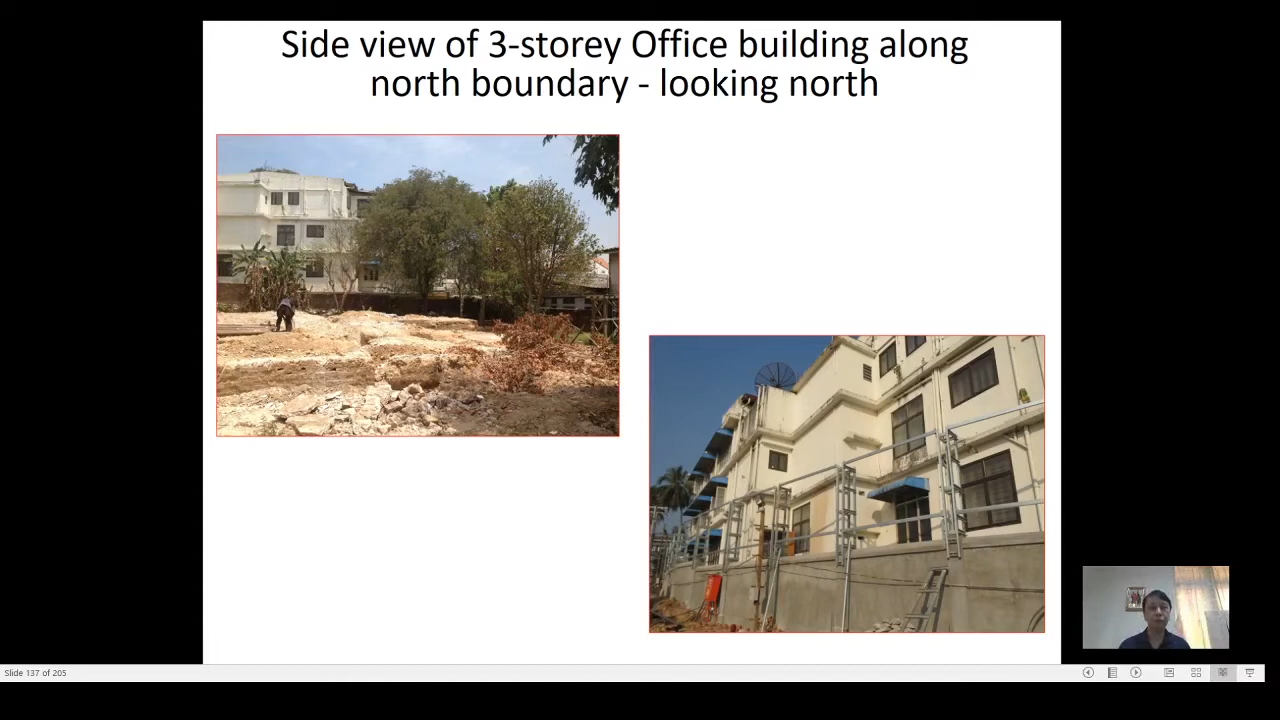 Side view of 3-storey Office building along
north boundary - looking north
Slide 137 of 205